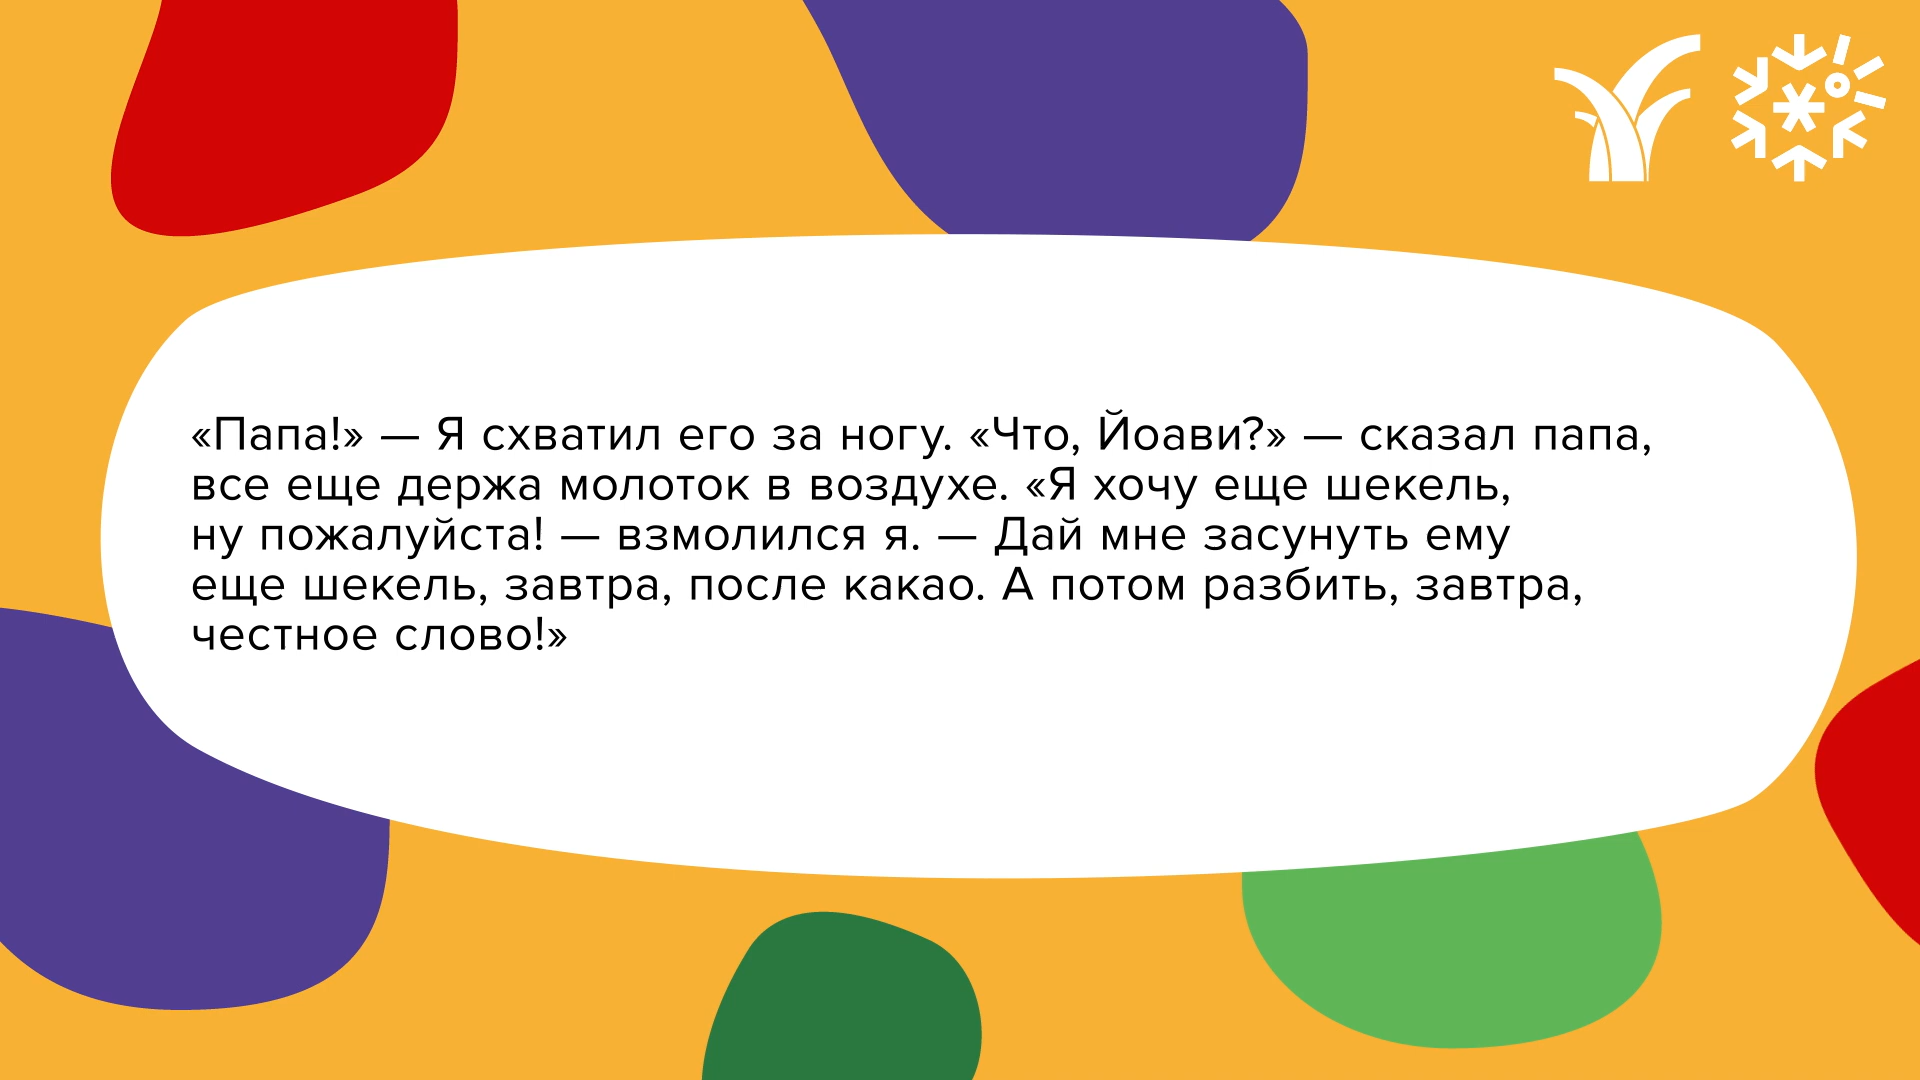 «Папа!» — Я схватил его за ногу. «Что, Йоави?» — сказал папа,
все еще держа молоток в воздухе. «Я хочу еще шекель,
ну пожалуйста! — взмолился я. — Дай мне засунуть ему
еще шекель, завтра, после какао. А потом разбить, завтра,
честное слово!»